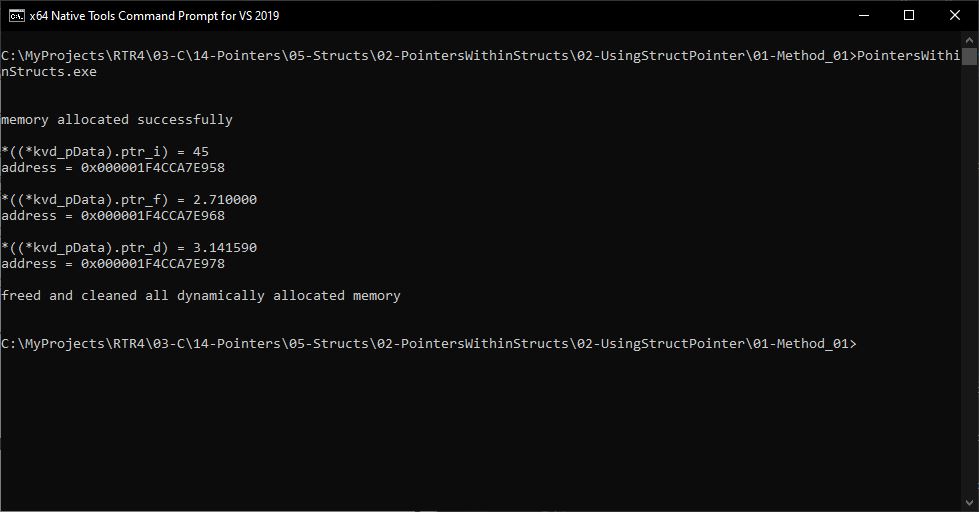 x64 Native Tools Command Prompt for VS 2019
C:\MyProjects\RTR4\03-C\14-Pointers\05-Structs\02-PointersWithinStructs\02-UsingStructPointer\01-Method_01>PointersWithi
nStructs.exe
memory allocated successfully
*((*kvd_pData).ptr_i) = 45
address = 0x000001F4CCA7E958
*((*kvd_pData).ptr_f) = 2.710000
address = 0x000001F4CCA7E968
*((*kvd_pData).ptr_d) = 3.141590
address = 0x000001F4CCA7E978
freed and cleaned all dynamically allocated memory
C:\MyProjects\RTR4\03-C\14-Pointers\05-Structs\02-PointersWithinStructs\02-UsingStructPointer\01-Method_01>